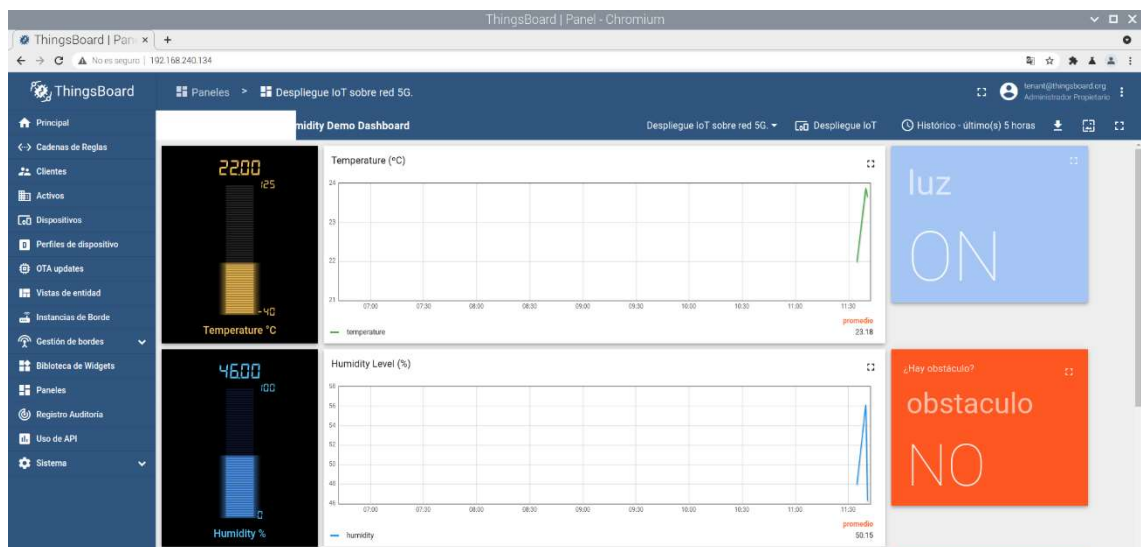 ThingsBoard | Panel - Chromium
ThingsBoard | Pan
No es seguro | 192.168.240.134
ThingsBoard
Paneles > Despliegue IoT sobre red 5G.
tenant@thingsboard.org
Administrador Propietario
midity Demo Dashboard
Despliegue IoT sobre red 5G.
Despliegue IoT
Histórico - último(s) 5 horas
Principal
Cadenas de Reglas
Clientes
Activos
Dispositivos
Perfiles de dispositivo
OTA updates
Vistas de entidad
Instancias de Borde
Gestión de bordes
Biblioteca de Widgets
Paneles
Registro Auditoría
Uso de API
Sistema
22.00
125
-40
Temperature °C
Temperature (ºC)
24
23
22
21
07:00 07:30 08:00 08:30 09:00 09:30 10:00 10:30 11:00 11:30
promedio
temperature 23.18
luz
ON
46.00
100
0
Humidity %
Humidity Level (%)
58
56
54
52
50
48
46
07:00 07:30 08:00 08:30 09:00 09:30 10:00 10:30 11:00 11:30
promedio
humidity 50.15
¿Hay obstáculo?
obstaculo
NO